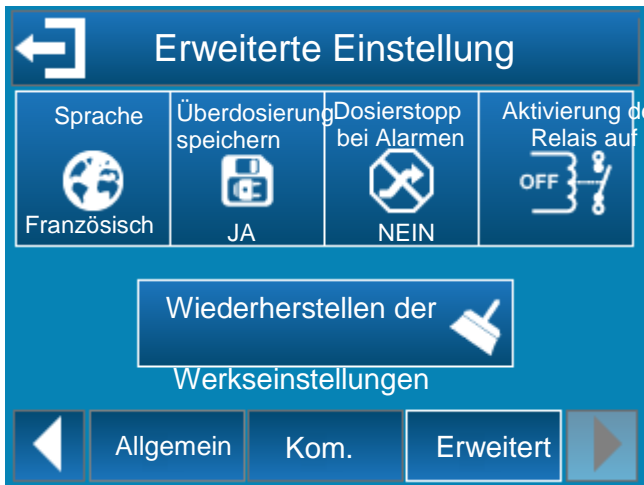 Erweiterte Einstellung
Sprache
Französisch
Überdosierung
speichern
JA
Dosierstopp
bei Alarmen
NEIN
Aktivierung
Relais auf
OFF
Wiederherstellen der
Werkseinstellungen
Allgemein
Kom.
Erweitert